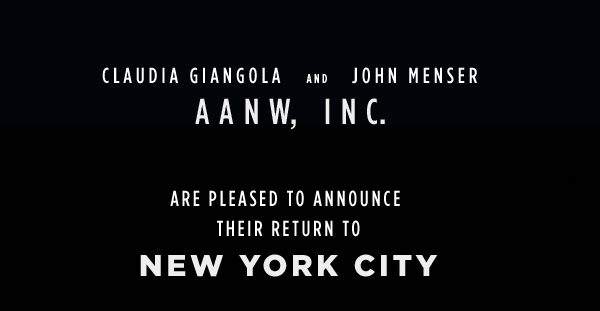 CLAUDIA GIANGOLA AND JOHN MENSER
AANW, INC.
ARE PLEASED TO ANNOUNCE
THEIR RETURN TO
NEW YORK CITY